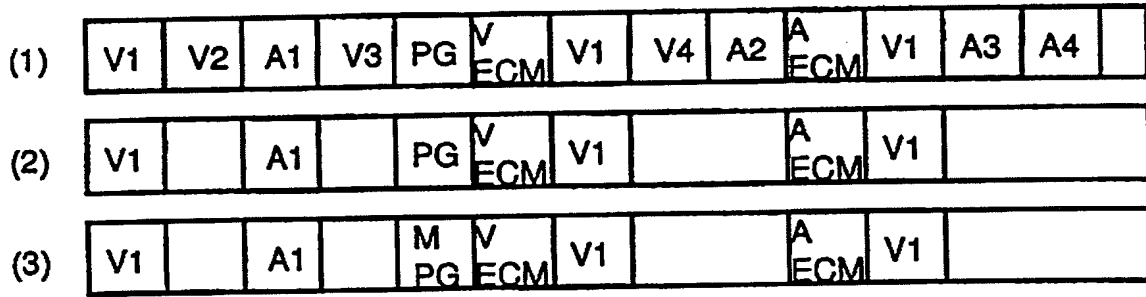 (1) V1 V2 A1 V3 PG V ECM V1 V4 A2 A ECM V1 A3 A4
(2) V1 A1 PG V ECM V1 A ECM V1
(3) V1 A1 M PG V ECM V1 A ECM V1